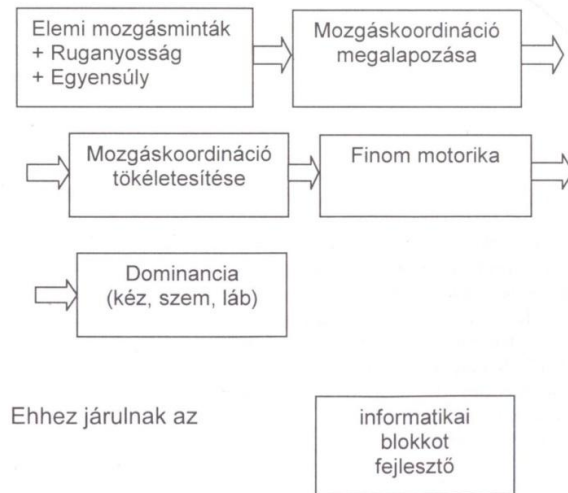 Elemi mozgásminták
+ Ruganyosság
+ Egyensúly
Mozgáskoordináció
megalapozása
Mozgáskoordináció
tökéletesítése
Finom motorika
Dominancia
(kéz, szem, láb)
Ehhez járulnak az
informatikai
blokkot
fejlesztő